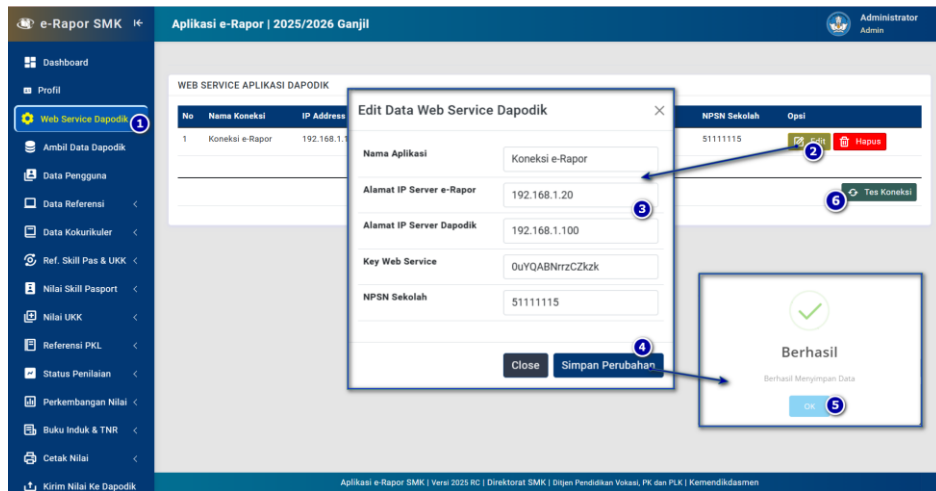 e-Rapor SMK
Aplikasi e-Rapor | 2025/2026 Ganjil
Administrator
Admin
Dashboard
Profil
Web Service Dapodik
1
Ambil Data Dapodik
Data Pengguna
Data Referensi
Data Kokurikuler
Ref. Skill Pas & UKK
Nilai Skill Pasport
Nilai UKK
Referensi PKL
Status Penilaian
Perkembangan Nilai
Buku Induk & TNR
Cetak Nilai
Kirim Nilai Ke Dapodik
WEB SERVICE APLIKASI DAPODIK
No Nama Koneksi IP Address NPSN Sekolah Opsi
1 Koneksi e-Rapor 192.168.1.1 51111115 Edit Hapus
2
6 Tes Koneksi
Edit Data Web Service Dapodik
Nama Aplikasi Koneksi e-Rapor
Alamat IP Server e-Rapor 192.168.1.20
3
Alamat IP Server Dapodik 192.168.1.100
Key Web Service 0uYQABNrrzCZkzk
NPSN Sekolah 51111115
4
Close Simpan Perubahan
Berhasil
Berhasil Menyimpan Data
OK 5
Aplikasi e-Rapor SMK | Versi 2025 RC | Direktorat SMK | Ditjen Pendidikan Vokasi, PK dan PLK | Kemendikdasmen